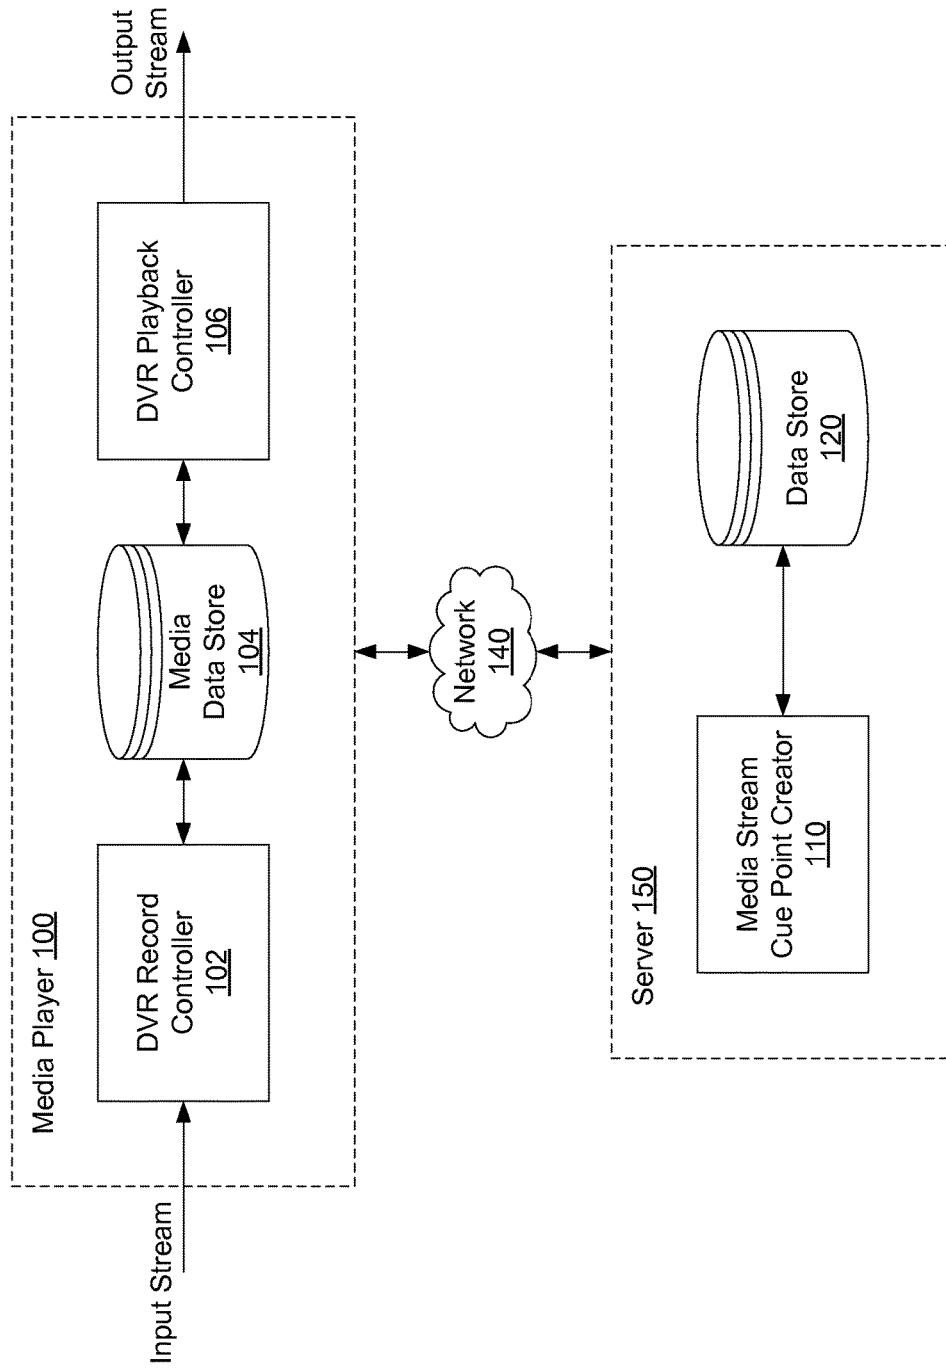 Media Player 100
Input Stream
DVR Record
Controller
102
Media
Data Store
104
DVR Playback
Controller
106
Output
Stream
Network
140
Server 150
Media Stream
Cue Point Creator
110
Data Store
120